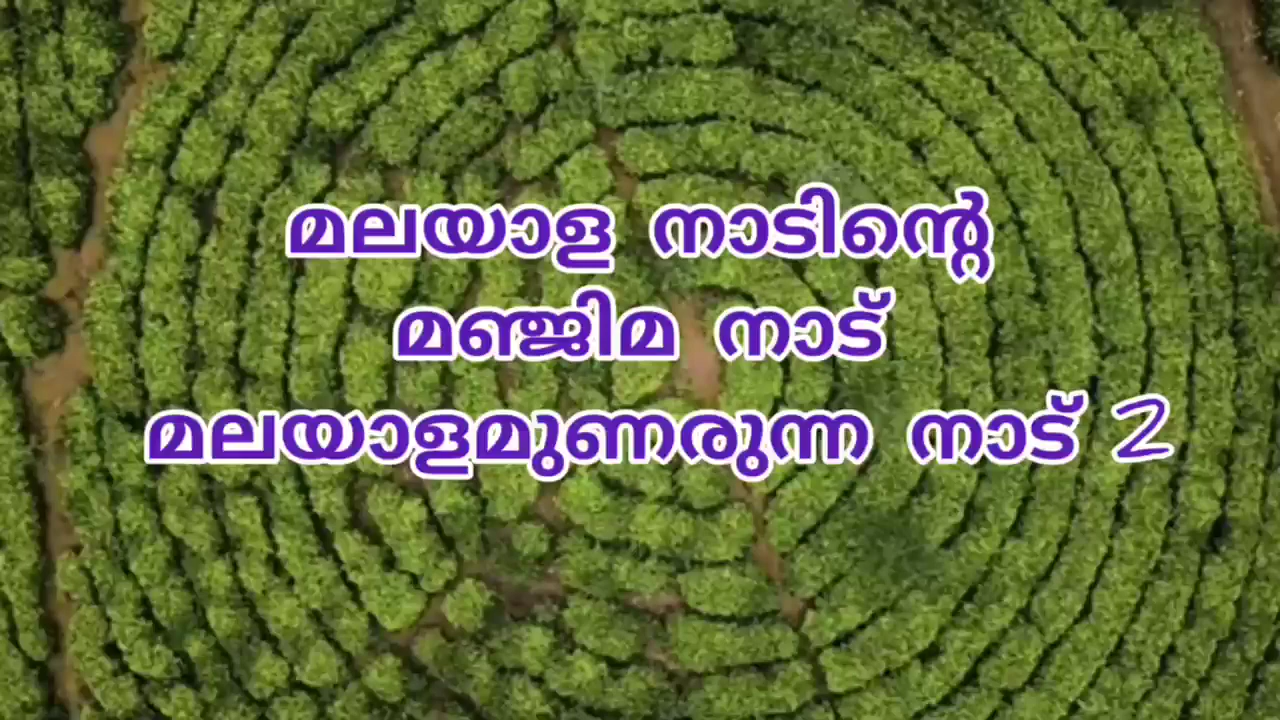 മലയാള നാടിന്റെ
മഞ്ജിമ നാട്
മലയാളമുണരുന്ന നാട് 2